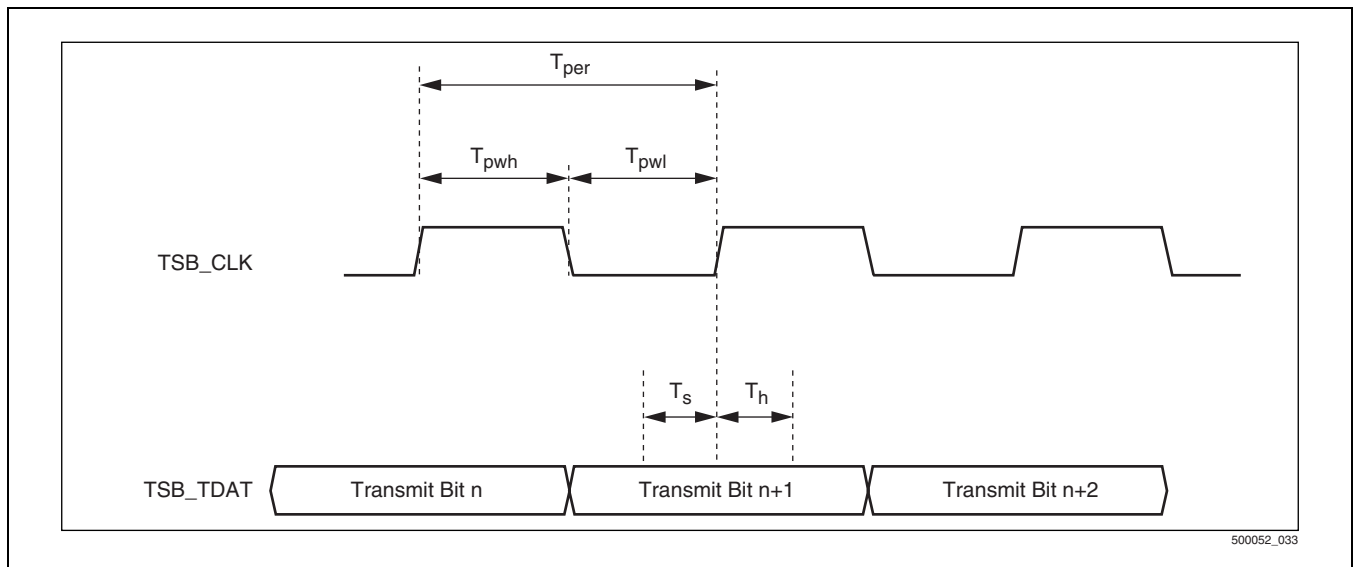 Tper
Tpwh Tpwl
TSB_CLK
Ts Th
TSB_TDAT Transmit Bit n Transmit Bit n+1 Transmit Bit n+2
500052_033